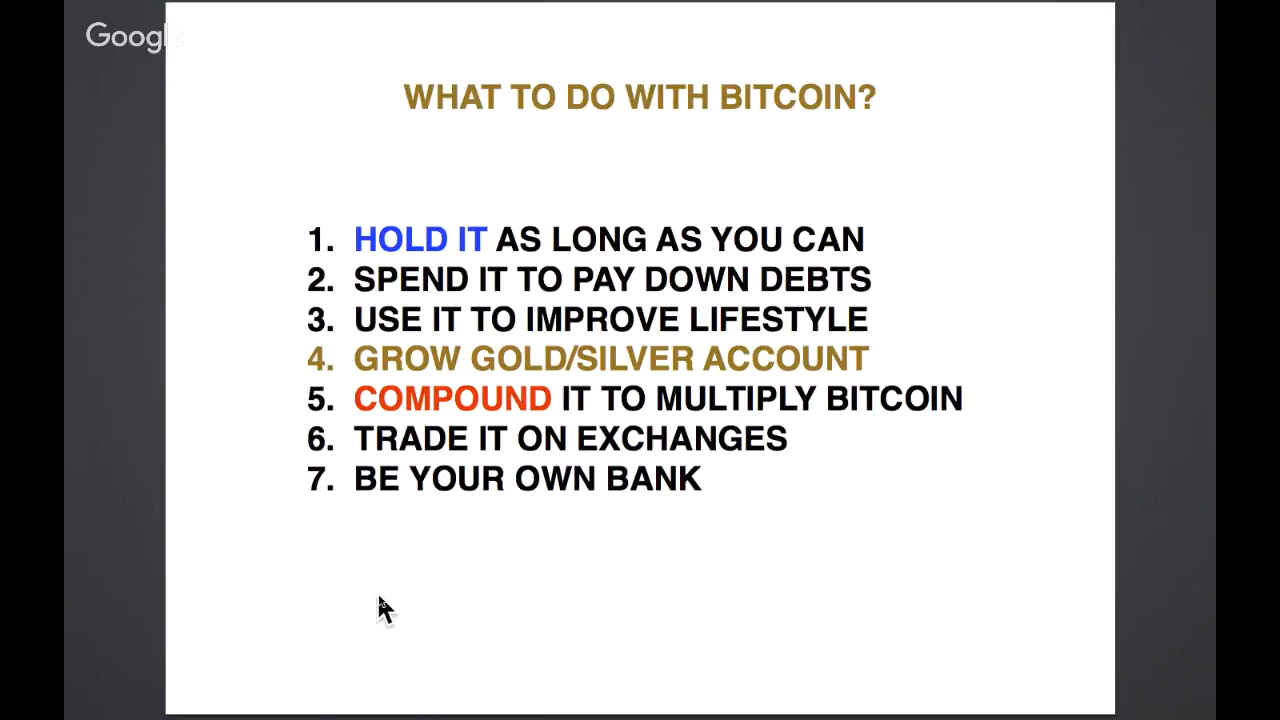 Google
WHAT TO DO WITH BITCOIN?
1. HOLD IT AS LONG AS YOU CAN
2. SPEND IT TO PAY DOWN DEBTS
3. USE IT TO IMPROVE LIFESTYLE
4. GROW GOLD/SILVER ACCOUNT
5. COMPOUND IT TO MULTIPLY BITCOIN
6. TRADE IT ON EXCHANGES
7. BE YOUR OWN BANK